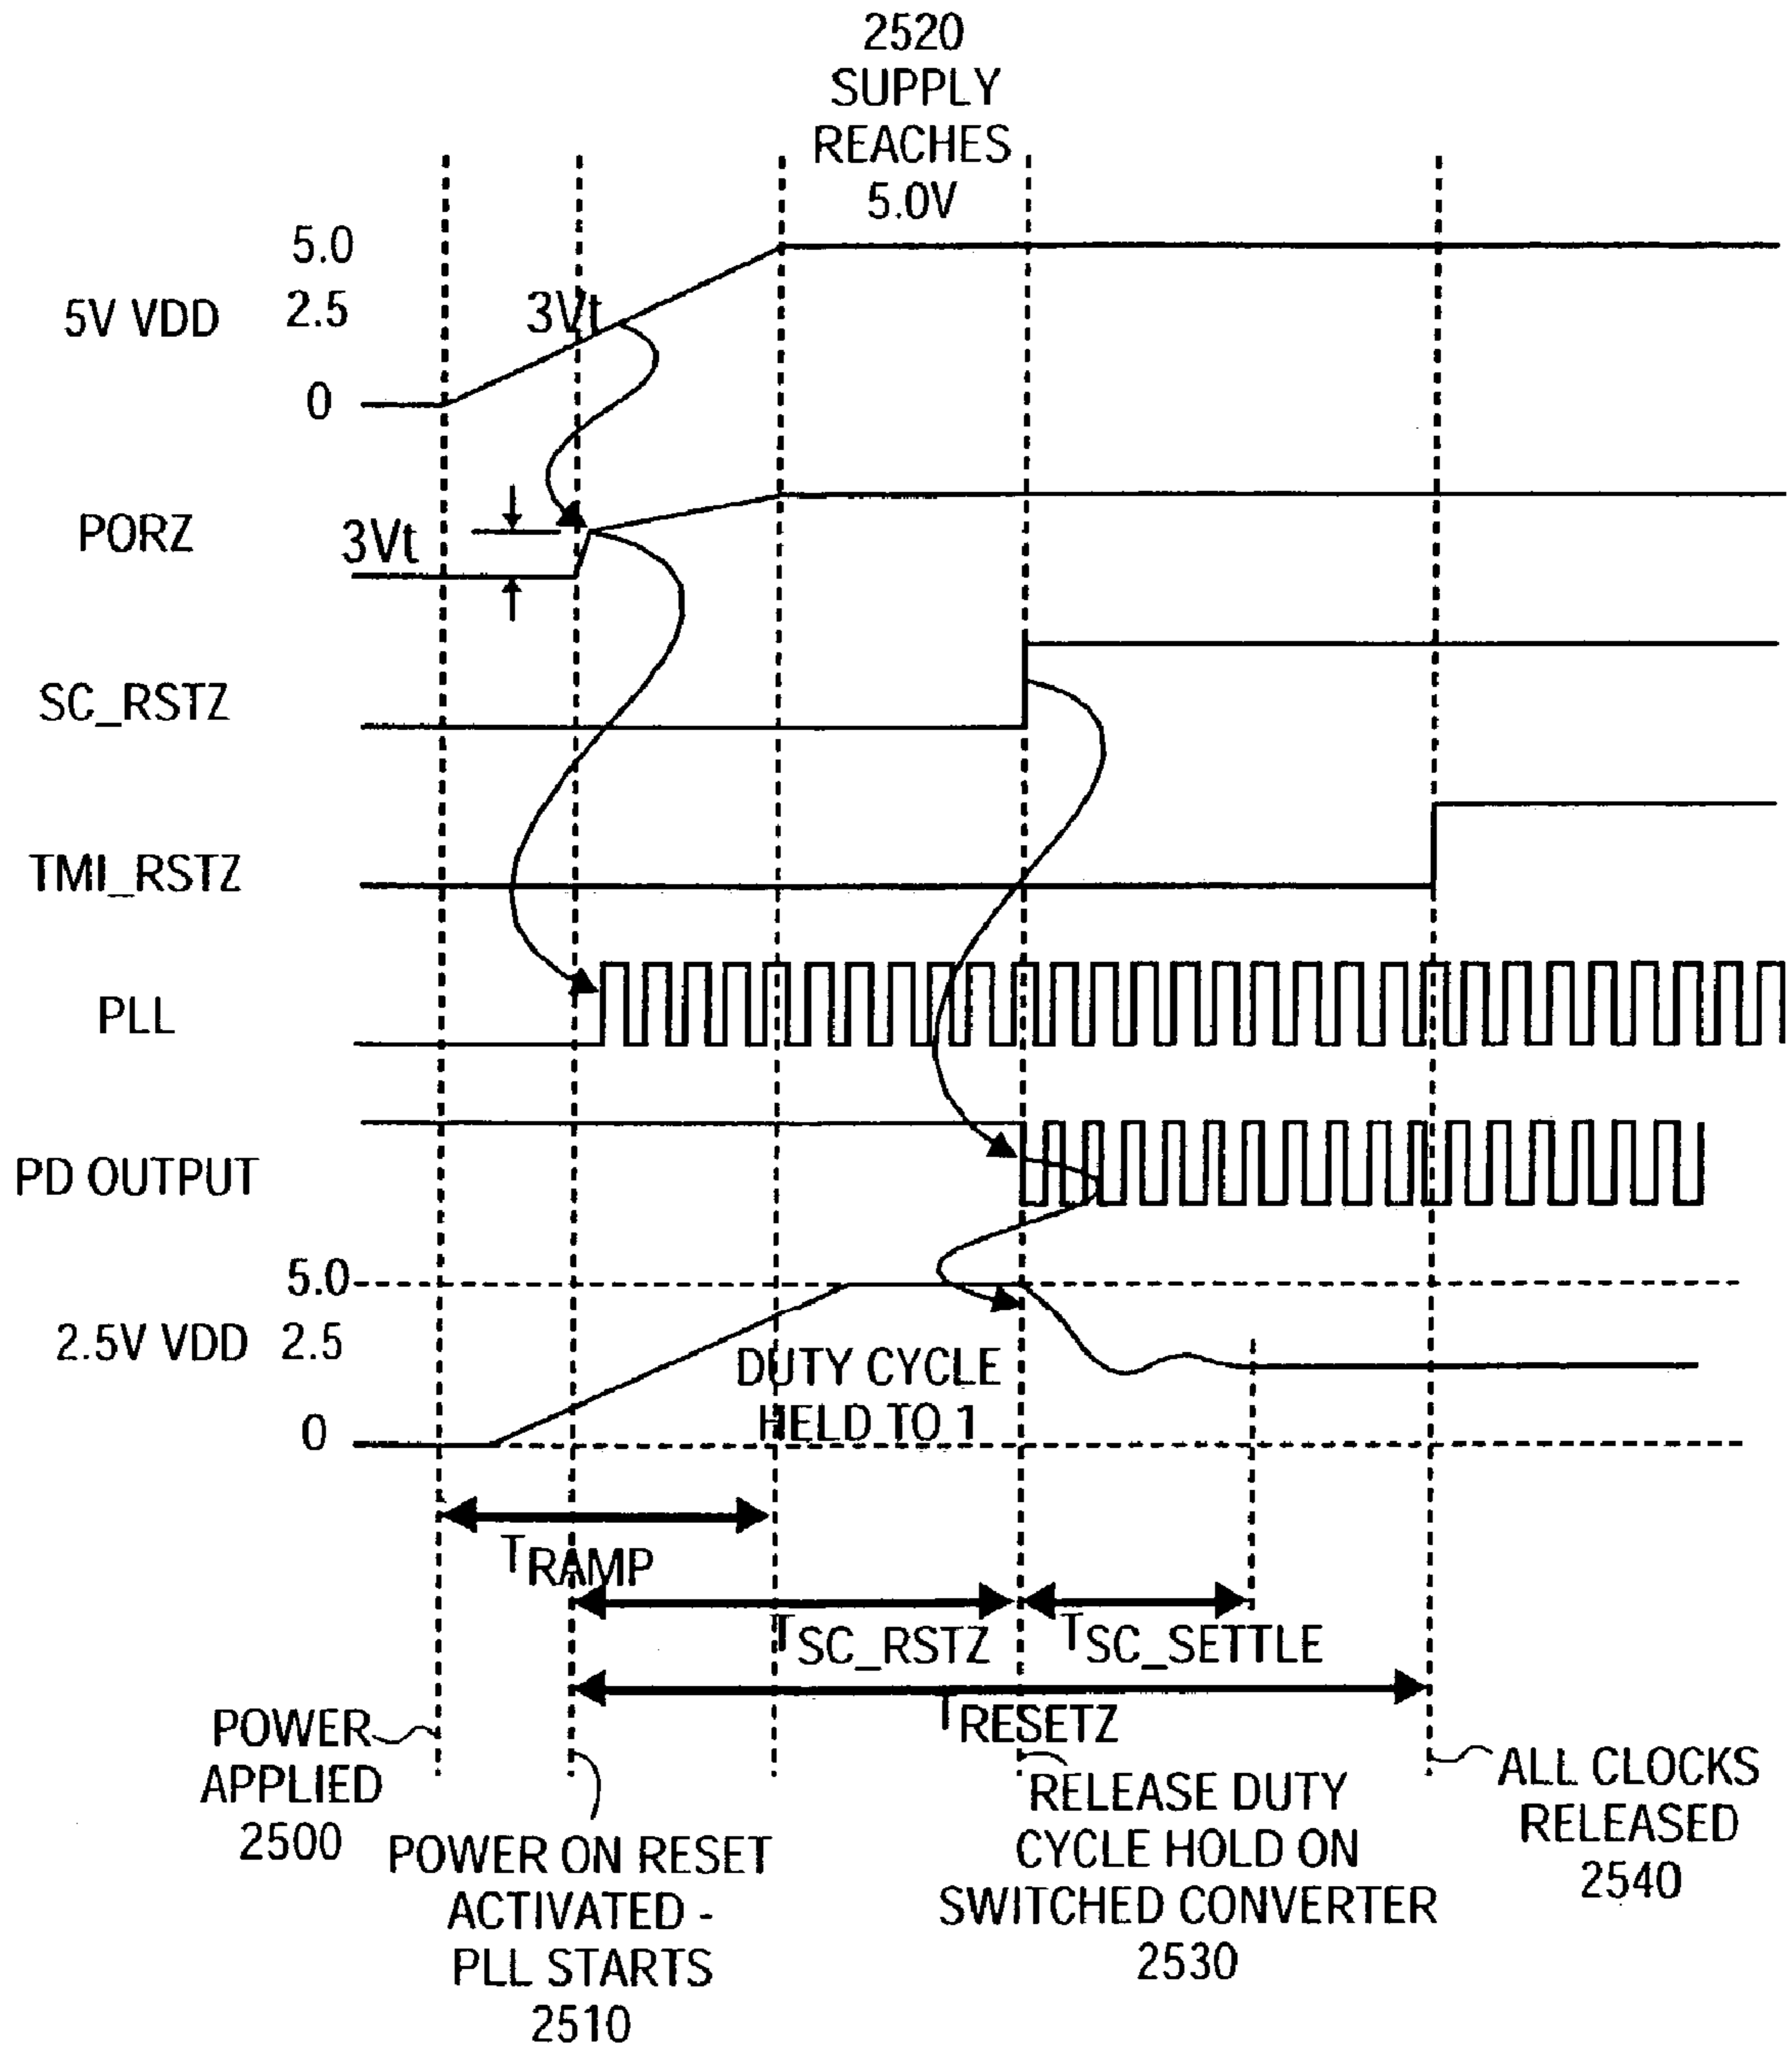 2520
SUPPLY
REACHES
5.0V
5.0
5V VDD 2.5
3Vt
0
PORZ
3Vt
SC_RSTZ
TMI_RSTZ
PLL
PD OUTPUT
5.0
2.5V VDD 2.5
DUTY CYCLE
HELD TO 1
0
TRAMP
TSC_RSTZ
TSC_SETTLE
TRESETZ
POWER
APPLIED
2500
POWER ON RESET
ACTIVATED -
PLL STARTS
2510
RELEASE DUTY
CYCLE HOLD ON
SWITCHED CONVERTER
2530
ALL CLOCKS
RELEASED
2540